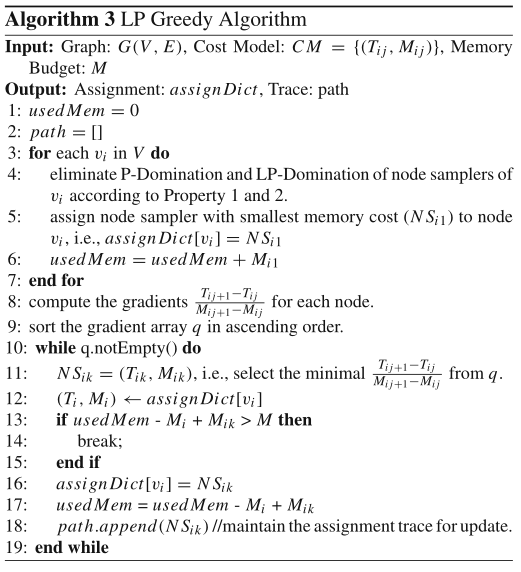 Algorithm 3 LP Greedy Algorithm
Input: Graph: G(V, E), Cost Model: CM = {(T_{ij}, M_{ij})}, Memory
Budget: M
Output: Assignment: assignDict, Trace: path
1: usedMem = 0
2: path = []
3: for each v_i in V do
4: eliminate P-Domination and LP-Domination of node samplers of
v_i according to Property 1 and 2.
5: assign node sampler with smallest memory cost (NS_{i1}) to node
v_i, i.e., assignDict[v_i] = NS_{i1}
6: usedMem = usedMem + M_{i1}
7: end for
8: compute the gradients \frac{T_{ij+1}-T_{ij}}{M_{ij+1}-M_{ij}} for each node.
9: sort the gradient array q in ascending order.
10: while q.notEmpty() do
11: NS_{ik} = (T_{ik}, M_{ik}), i.e., select the minimal \frac{T_{ij+1}-T_{ij}}{M_{ij+1}-M_{ij}} from q.
12: (T_i, M_i) ← assignDict[v_i]
13: if usedMem - M_i + M_{ik} > M then
14: break;
15: end if
16: assignDict[v_i] = NS_{ik}
17: usedMem = usedMem - M_i + M_{ik}
18: path.append(NS_{ik}) //maintain the assignment trace for update.
19: end while